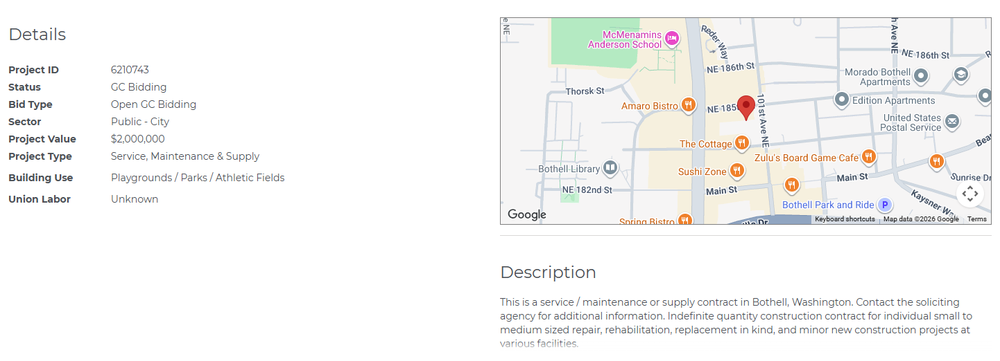 Details
Project ID 6210743
Status GC Bidding
Bid Type Open GC Bidding
Sector Public - City
Project Value $2,000,000
Project Type Service, Maintenance & Supply
Building Use Playgrounds / Parks / Athletic Fields
Union Labor Unknown
e NE
McMenamins
Anderson School
Reder Way
h Ave NE
NE 186th St
NE 186th St
Morado Bothell
Apartments
Thorsk St
Amaro Bistro
NE 185
101st Ave NE
Edition Apartments
United States
Postal Service
The Cottage
Zulu's Board Game Cafe
Bea
Bothell Library
Sushi Zone
NE 182nd St
Main St
Main St
Sunrise Dr
Kaysner Way
Bothell Park and Ride
P
Spring Bistro
Dr
Google
Keyboard shortcuts Map data ©2026 Google Terms
Description
This is a service / maintenance or supply contract in Bothell, Washington. Contact the soliciting
agency for additional information. Indefinite quantity construction contract for individual small to
medium sized repair, rehabilitation, replacement in kind, and minor new construction projects at
various facilities.